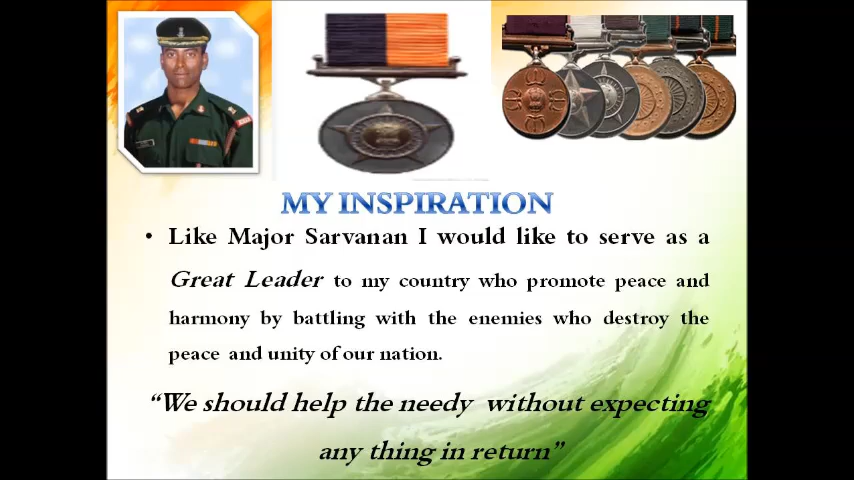 MY INSPIRATION
• Like Major Sarvanan I would like to serve as a
Great Leader to my country who promote peace and
harmony by battling with the enemies who destroy the
peace and unity of our nation.
“We should help the needy without expecting
any thing in return”